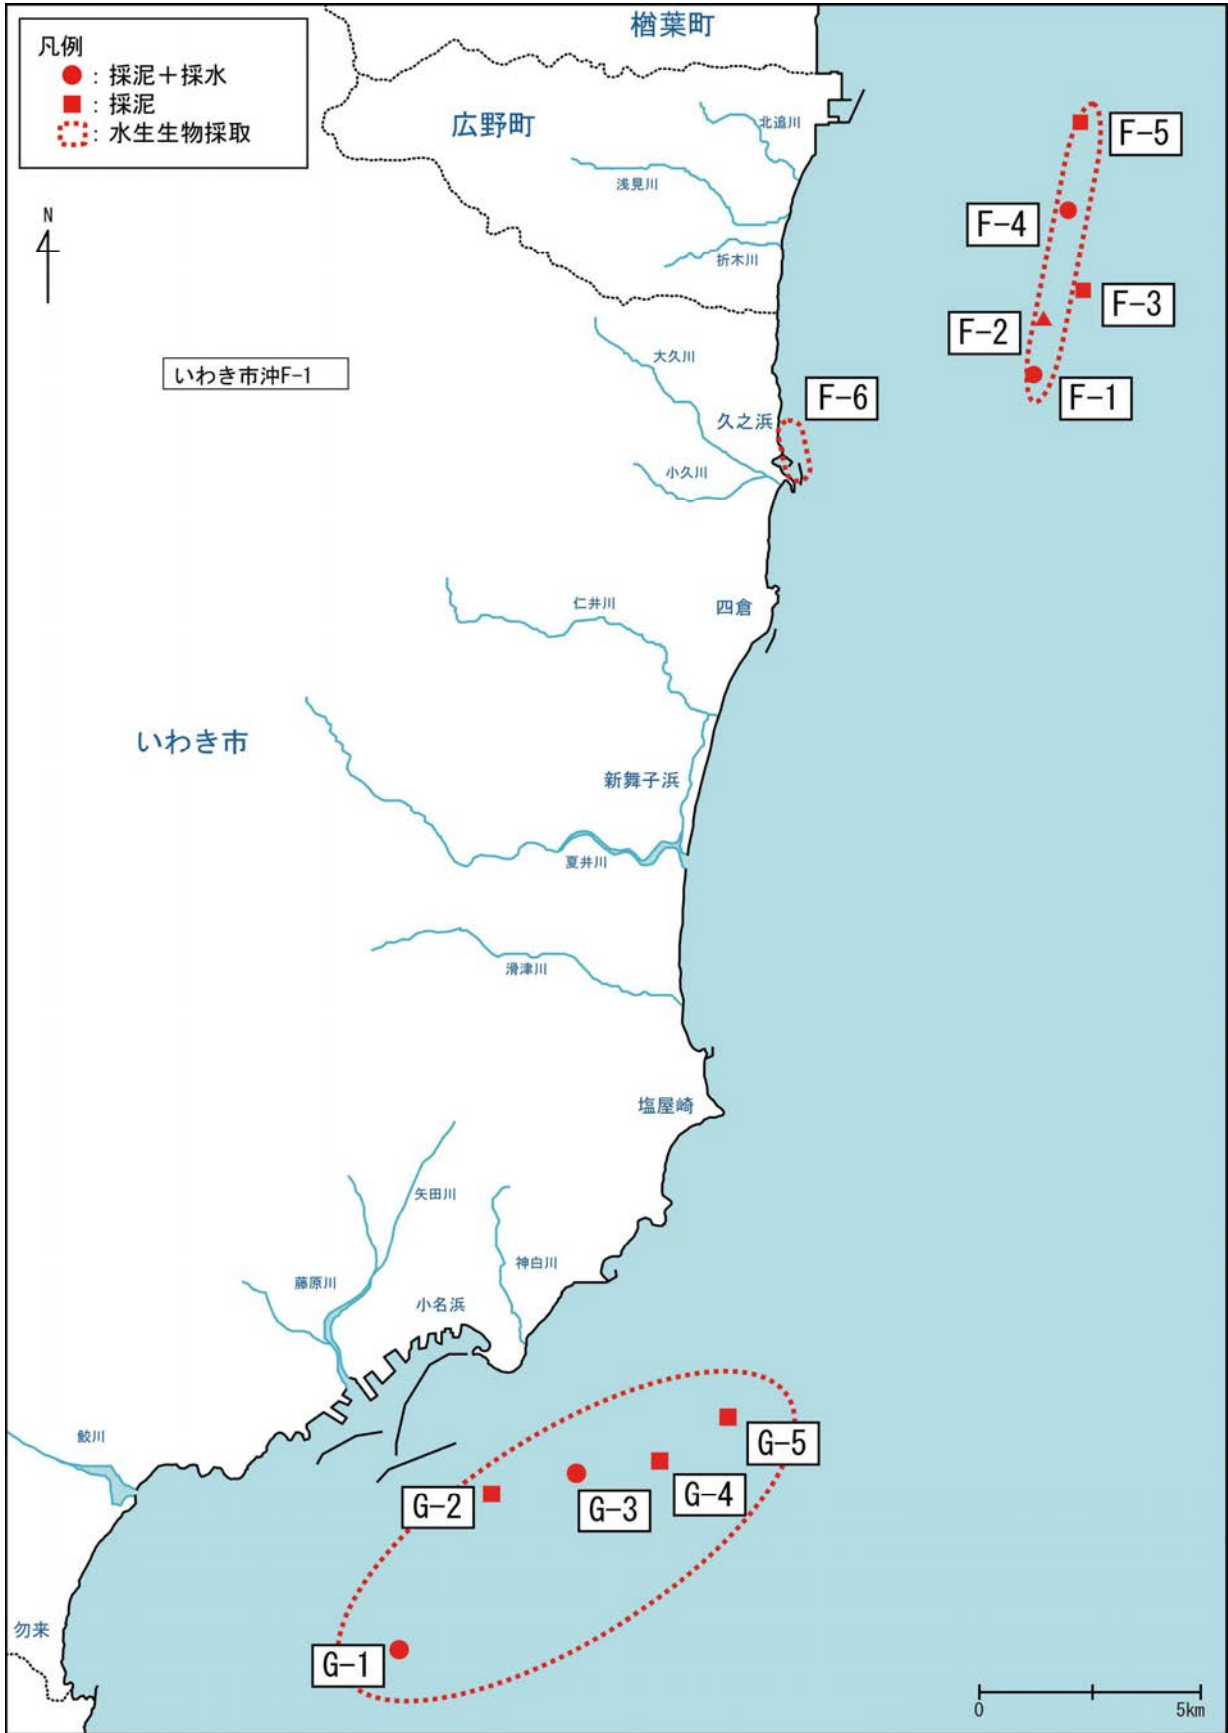 楢葉町
凡例
：採泥＋採水
：採泥
：水生生物採取
広野町
北迫川
F-5
浅見川
N
F-4
折木川
F-3
F-2
大久川
いわき市沖F-1
F-6
F-1
久之浜
小久川
仁井川
四倉
いわき市
新舞子浜
夏井川
滑津川
塩屋崎
矢田川
神白川
藤原川
小名浜
鮫川
G-5
G-4
G-2
G-3
勿来
G-1
0
5km